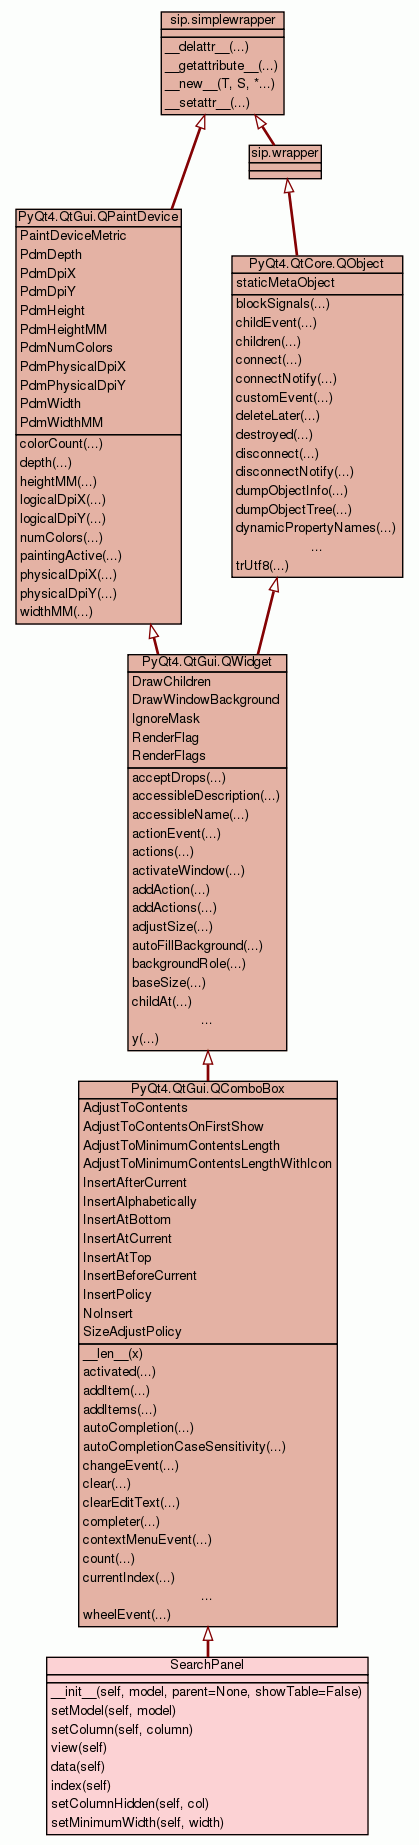 sip.simplewrapper
__delattr__(...)
__getattribute__(...)
__new__(T, S, *...)
__setattr__(...)
sip.wrapper
PyQt4.QtGui.QPaintDevice
PaintDeviceMetric
PdmDepth
PdmDpiX
PdmDpiY
PdmHeight
PdmHeightMM
PdmNumColors
PdmPhysicalDpiX
PdmPhysicalDpiY
PdmWidth
PdmWidthMM
colorCount(...)
depth(...)
heightMM(...)
logicalDpiX(...)
logicalDpiY(...)
numColors(...)
paintingActive(...)
physicalDpiX(...)
physicalDpiY(...)
widthMM(...)
PyQt4.QtCore.QObject
staticMetaObject
blockSignals(...)
childEvent(...)
children(...)
connect(...)
connectNotify(...)
customEvent(...)
deleteLater(...)
destroyed(...)
disconnect(...)
disconnectNotify(...)
dumpObjectInfo(...)
dumpObjectTree(...)
dynamicPropertyNames(...)
...
trUtf8(...)
PyQt4.QtGui.QWidget
DrawChildren
DrawWindowBackground
IgnoreMask
RenderFlag
RenderFlags
acceptDrops(...)
accessibleDescription(...)
accessibleName(...)
actionEvent(...)
actions(...)
activateWindow(...)
addAction(...)
addActions(...)
adjustSize(...)
autoFillBackground(...)
backgroundRole(...)
baseSize(...)
childAt(...)
...
y(...)
PyQt4.QtGui.QComboBox
AdjustToContents
AdjustToContentsOnFirstShow
AdjustToMinimumContentsLength
AdjustToMinimumContentsLengthWithIcon
InsertAfterCurrent
InsertAlphabetically
InsertAtBottom
InsertAtCurrent
InsertAtTop
InsertBeforeCurrent
InsertPolicy
NoInsert
SizeAdjustPolicy
__len__(x)
activated(...)
addItem(...)
addItems(...)
autoCompletion(...)
autoCompletionCaseSensitivity(...)
changeEvent(...)
clear(...)
clearEditText(...)
completer(...)
contextMenuEvent(...)
count(...)
currentIndex(...)
...
wheelEvent(...)
SearchPanel
__init__(self, model, parent=None, showTable=False)
setModel(self, model)
setColumn(self, column)
view(self)
data(self)
index(self)
setColumnHidden(self, col)
setMinimumWidth(self, width)